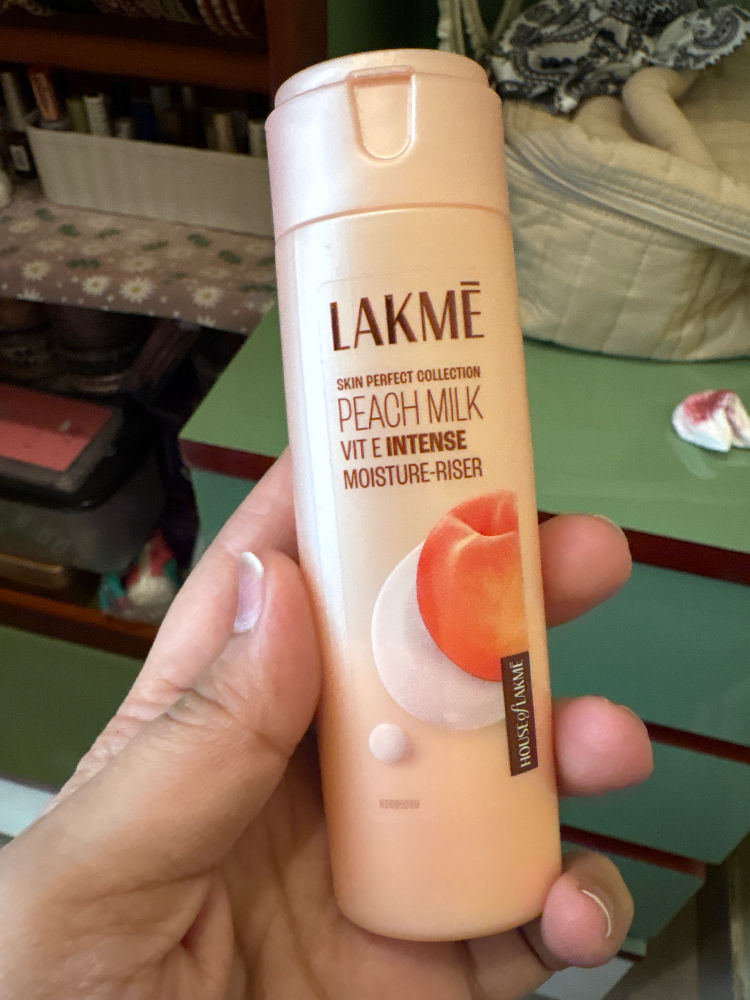 LAKMĒ
SKIN PERFECT COLLECTION
PEACH MILK
VIT E INTENSE
MOISTURE-RISER
HOUSE of LAKMĒ